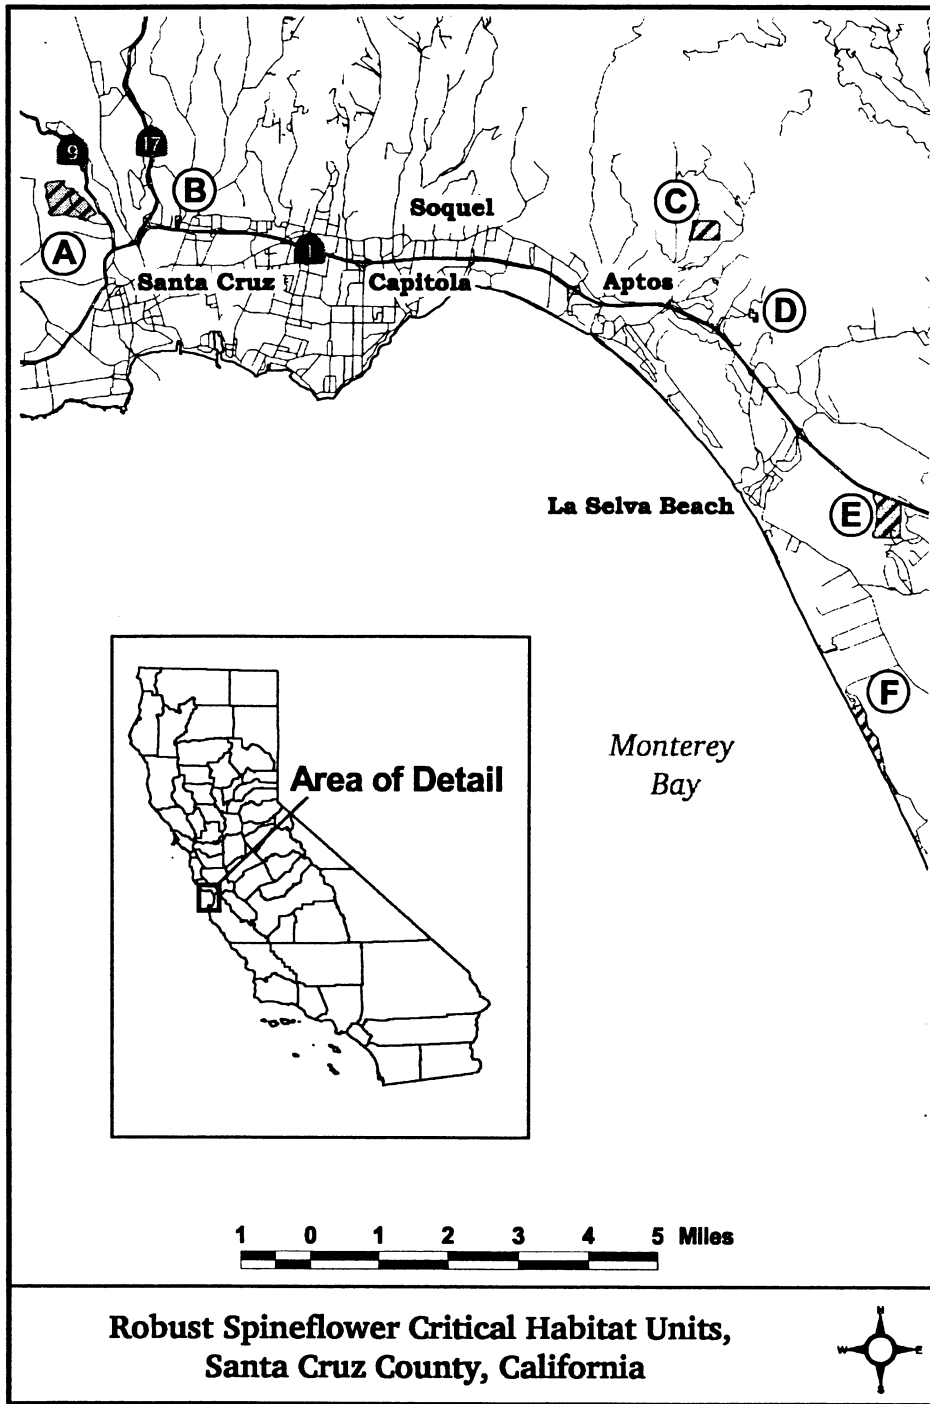 9
17
B
Soquel
C
A
1
Santa Cruz
Capitola
Aptos
D
La Selva Beach
E
F
Monterey
Bay
Area of Detail
1 0 1 2 3 4 5 Miles
Robust Spineflower Critical Habitat Units,
Santa Cruz County, California
N
W E
S